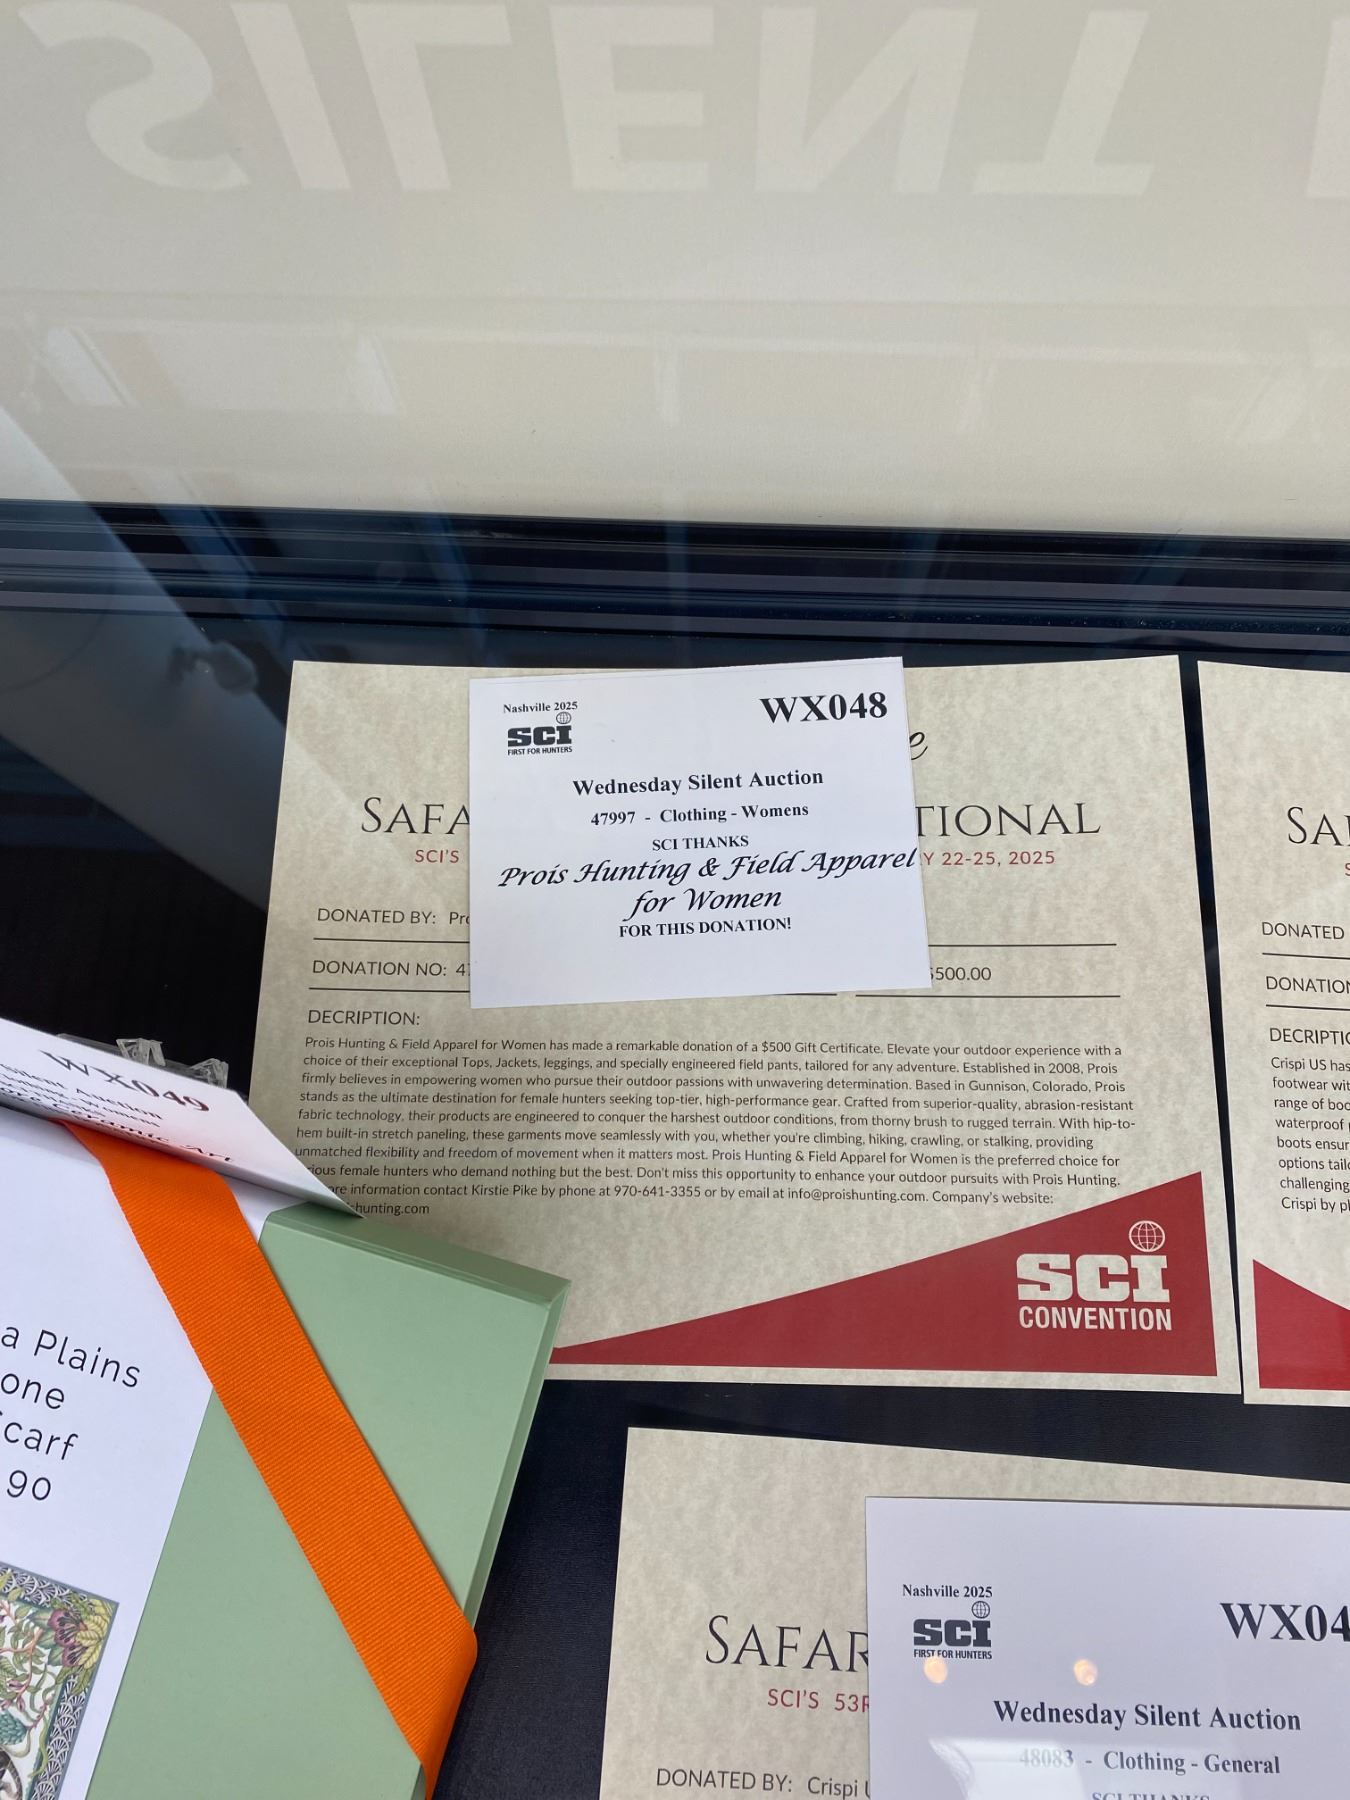 SILENT
Nashville 2025
WX048
SCI
FIRST FOR HUNTERS
Wednesday Silent Auction
47997 - Clothing - Womens
SCI THANKS
Prois Hunting & Field Apparel
for Women
FOR THIS DONATION!
SAFA
TIONAL
SCI'S
Y 22-25, 2025
DONATED BY: Pro
DONATION NO: 47
$500.00
DECRIPTION:
Prois Hunting & Field Apparel for Women has made a remarkable donation of a $500 Gift Certificate. Elevate your outdoor experience with a
choice of their exceptional Tops, Jackets, leggings, and specially engineered field pants, tailored for any adventure. Established in 2008, Prois
firmly believes in empowering women who pursue their outdoor passions with unwavering determination. Based in Gunnison, Colorado, Prois
stands as the ultimate destination for female hunters seeking top-tier, high-performance gear. Crafted from superior-quality, abrasion-resistant
fabric technology, their products are engineered to conquer the harshest outdoor conditions, from thorny brush to rugged terrain. With hip-to-
hem built-in stretch paneling, these garments move seamlessly with you, whether you're climbing, hiking, crawling, or stalking, providing
unmatched flexibility and freedom of movement when it matters most. Prois Hunting & Field Apparel for Women is the preferred choice for
ious female hunters who demand nothing but the best. Don't miss this opportunity to enhance your outdoor pursuits with Prois Hunting.
re information contact Kirstie Pike by phone at 970-641-3355 or by email at info@proishunting.com. Company's website:
shunting.com
SCI
CONVENTION
SA
DONATED
DONATION
DECRIPTIO
Crispi US has
footwear wit
range of boo
waterproof
boots ensur
options tail
challenging
Crispi by p
WX049
Silent Auction
a Plains
one
carf
90
SAFAR
SCI'S 53R
DONATED BY: Crispi U
Nashville 2025
WX04
SCI
FIRST FOR HUNTERS
Wednesday Silent Auction
48083 - Clothing - General
SCI THANKS